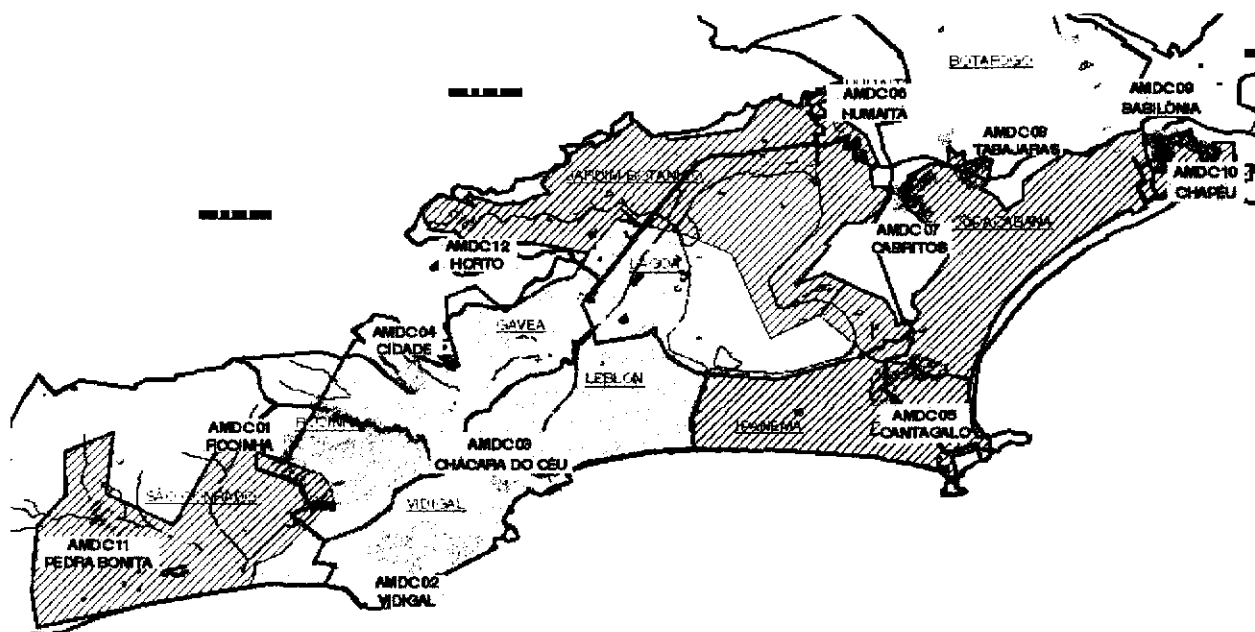 BOTAFOGO
AMDC06
HUMAITÁ
AMDC09
BABILÔNIA
AMDC08
TABAJARAS
AMDC10
CHAPÉU
JARDIM BOTÂNICO
COPACABANA
AMDC07
CABRITOS
AMDC12
HORTO
LAGOA
GÁVEA
AMDC04
CIDADE
LEBLON
IPANEMA
AMDC05
CANTAGALO
AMDC01
ROCINHA
ROCINHA
AMDC03
CHÁCARA DO CÉU
SÃO CONRADO
VIDIGAL
AMDC11
PEDRA BONITA
AMDC02
VIDIGAL